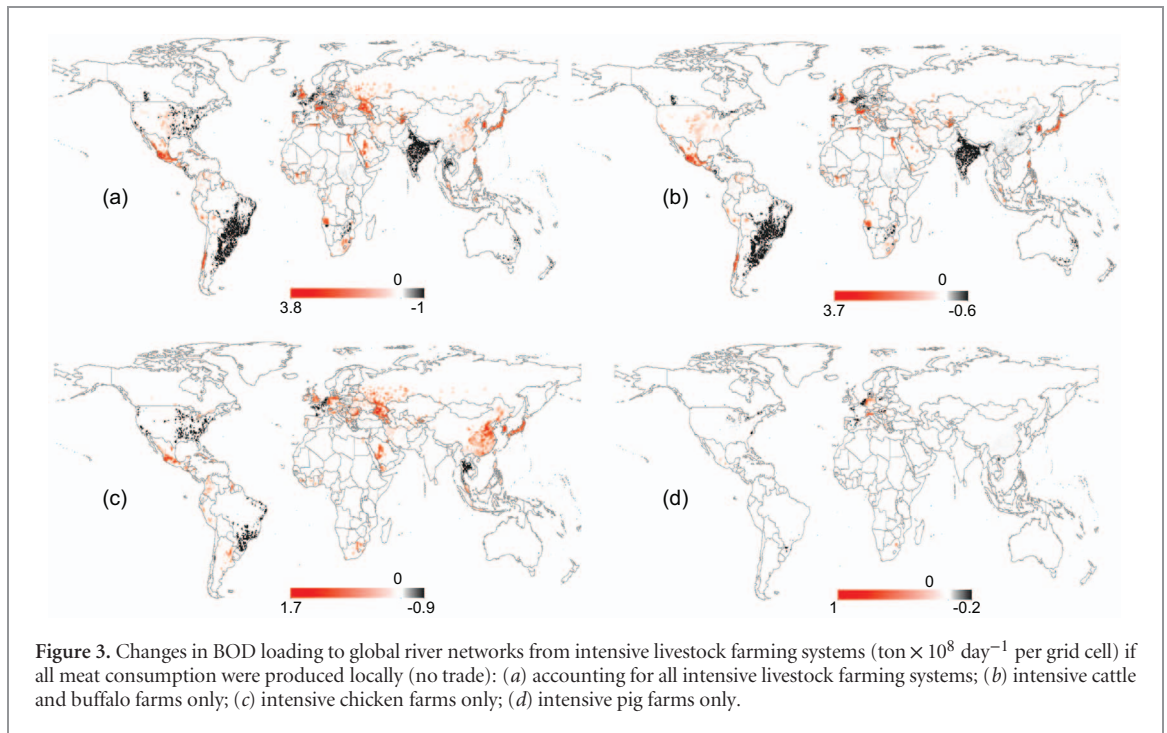 (a)
(b)
0
3.8
-1
0
3.7
-0.6
(c)
(d)
0
1.7
-0.9
0
1
-0.2
Figure 3. Changes in BOD loading to global river networks from intensive livestock farming systems (ton × 10⁸ day⁻¹ per grid cell) if
all meat consumption were produced locally (no trade): (a) accounting for all intensive livestock farming systems; (b) intensive cattle
and buffalo farms only; (c) intensive chicken farms only; (d) intensive pig farms only.